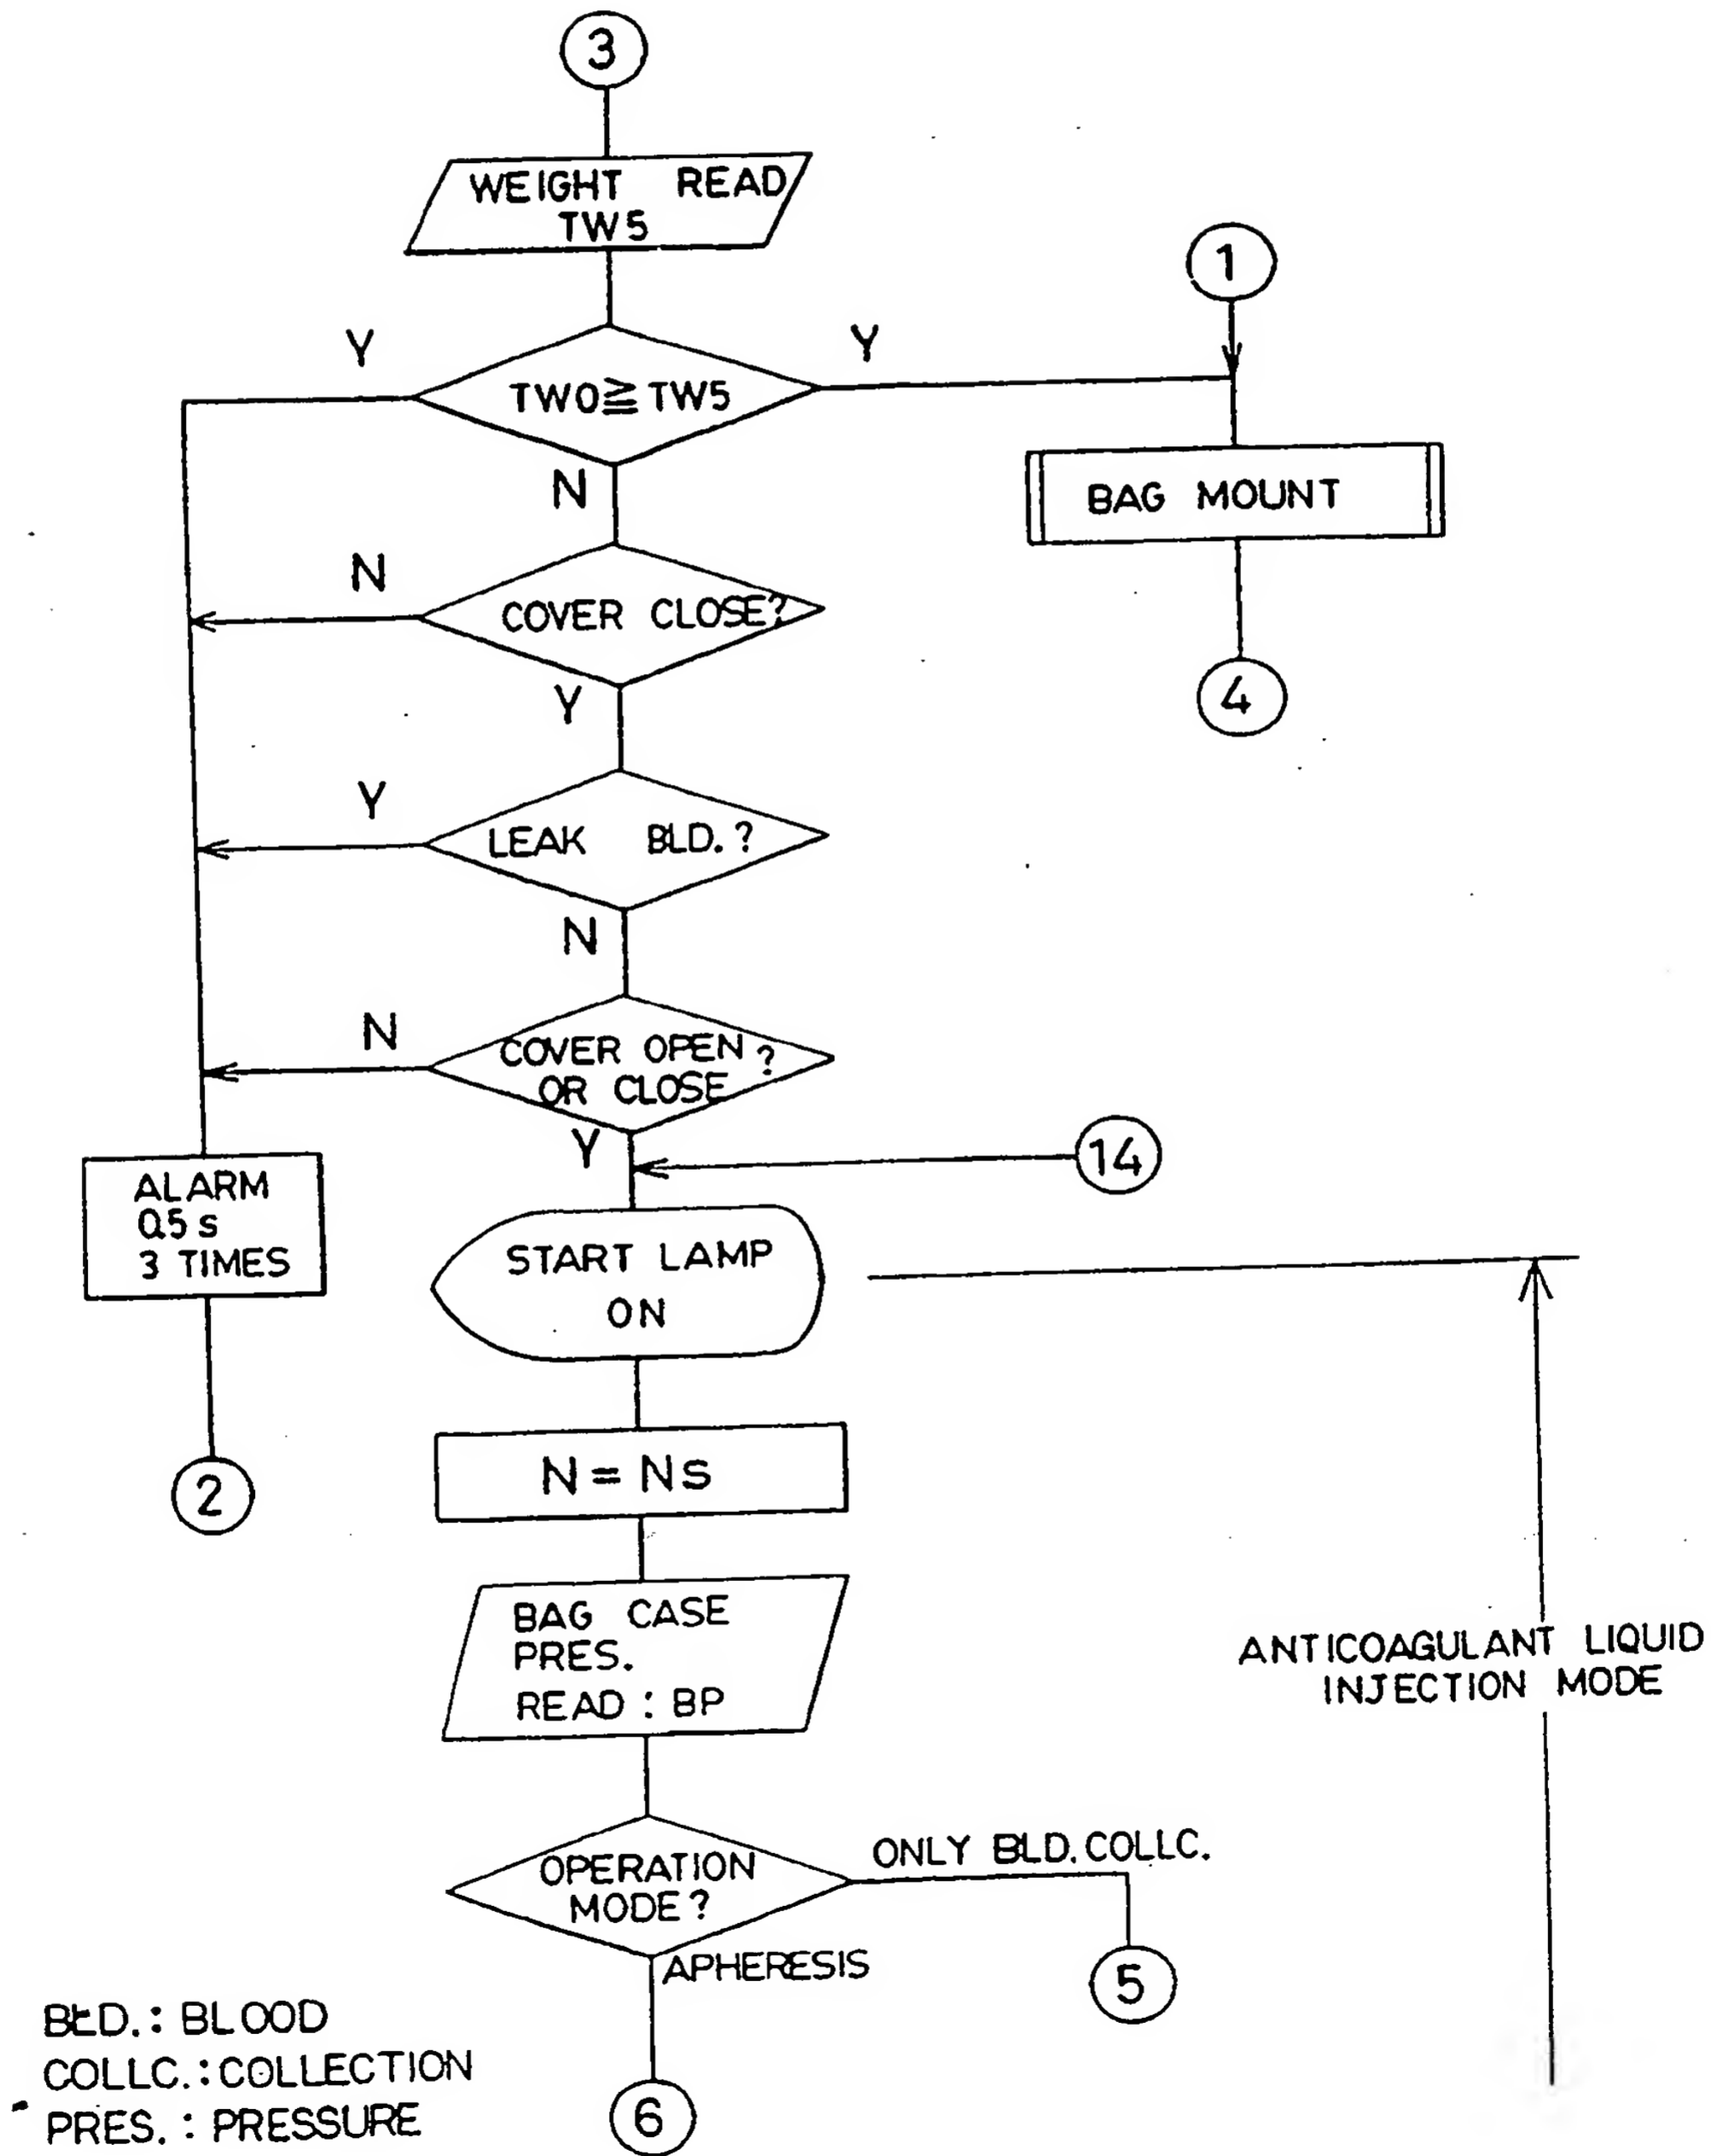 3
WEIGHT READ
TW5
1
Y
Y
TWO≧TW5
N
BAG MOUNT
N
COVER CLOSE?
Y
4
Y
LEAK BLD.?
N
N
COVER OPEN ?
OR CLOSE
Y
14
ALARM
0.5 s
3 TIMES
START LAMP
ON
2
N = NS
BAG CASE
PRES.
READ : BP
ANTICOAGULANT LIQUID
INJECTION MODE
OPERATION
MODE?
ONLY BLD. COLLC.
APHERESIS
5
6
BLD. : BLOOD
COLLC. : COLLECTION
PRES. : PRESSURE